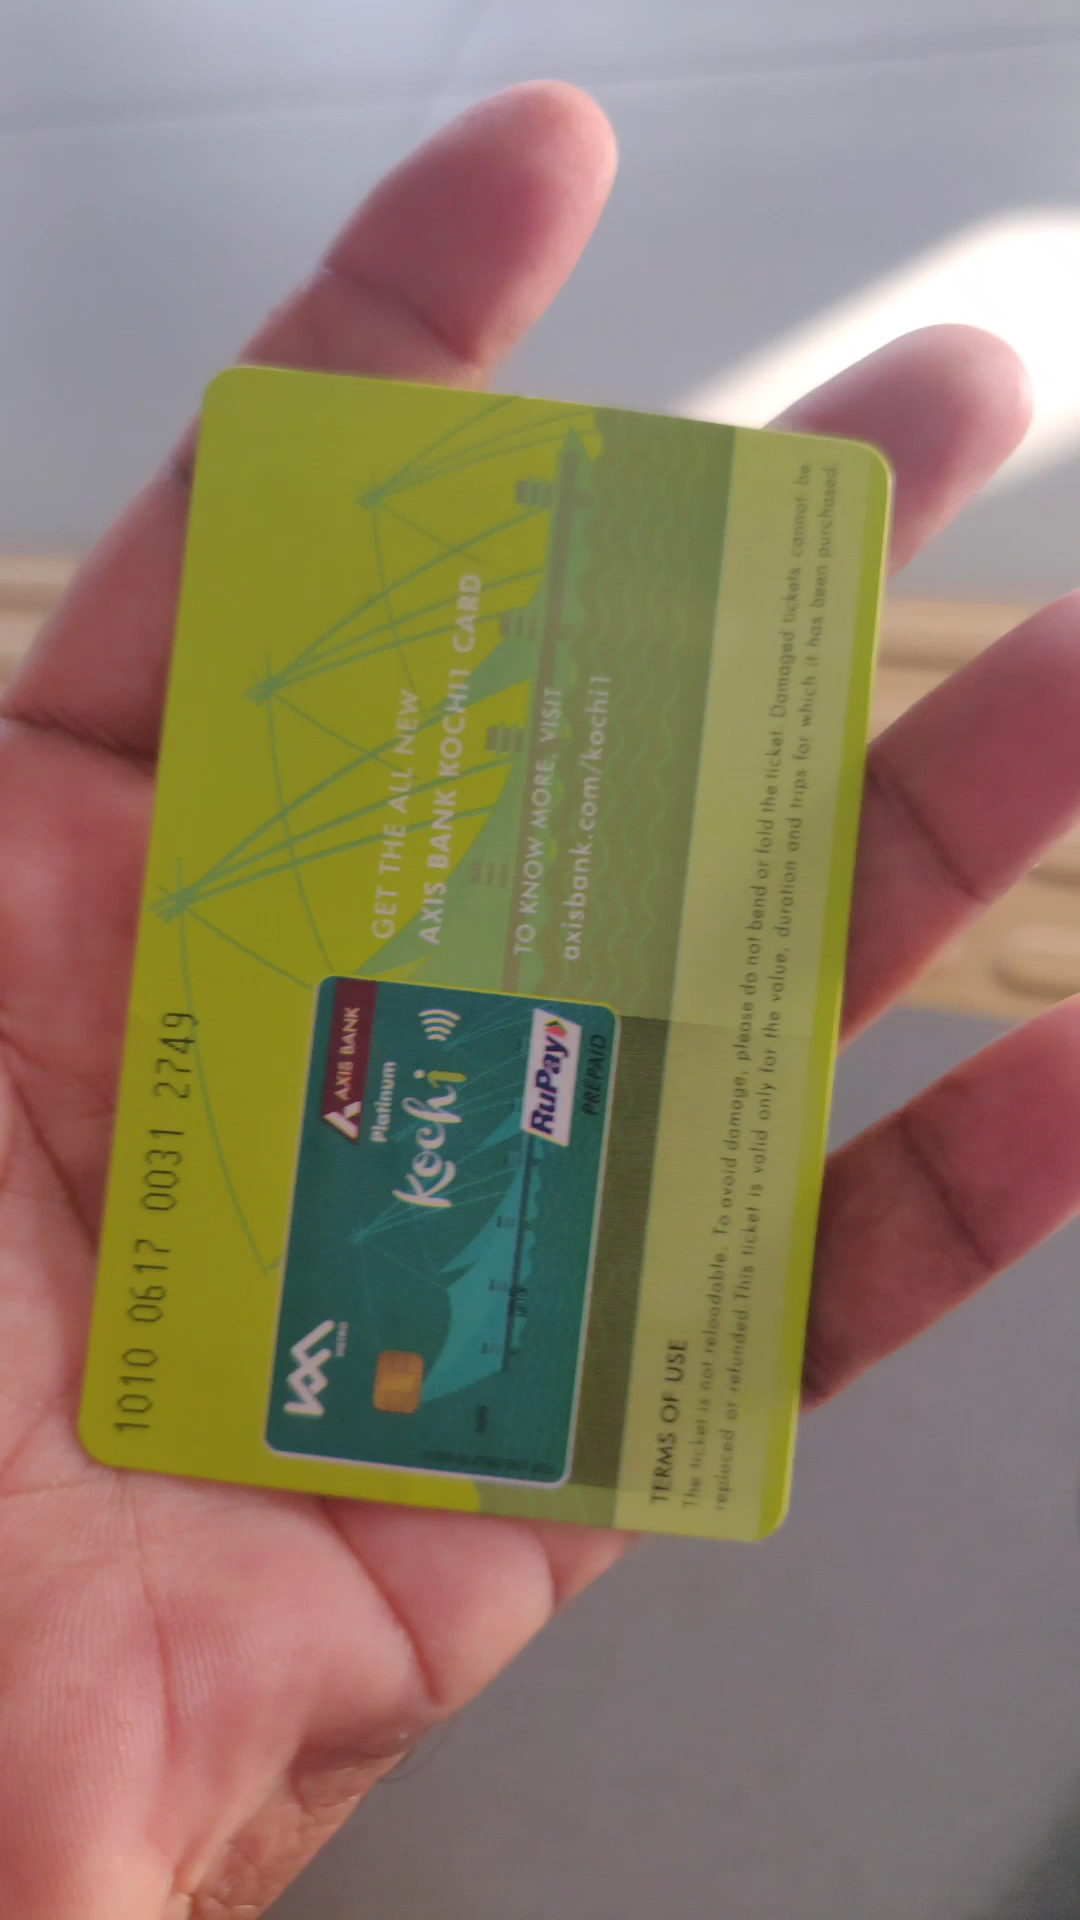 1010 0617 0031 2749
GET THE ALL NEW
AXIS BANK KOCHI1 CARD
TO KNOW MORE, VISIT
axisbank.com/kochi1
METRO
AXIS BANK
Platinum
kochi1
RuPay
PREPAID
TERMS OF USE
The ticket is not reloadable. To avoid damage, please do not bend or fold the ticket. Damaged tickets cannot be
replaced or refunded This ticket is valid only for the value, duration and trips for which it has been purchased.